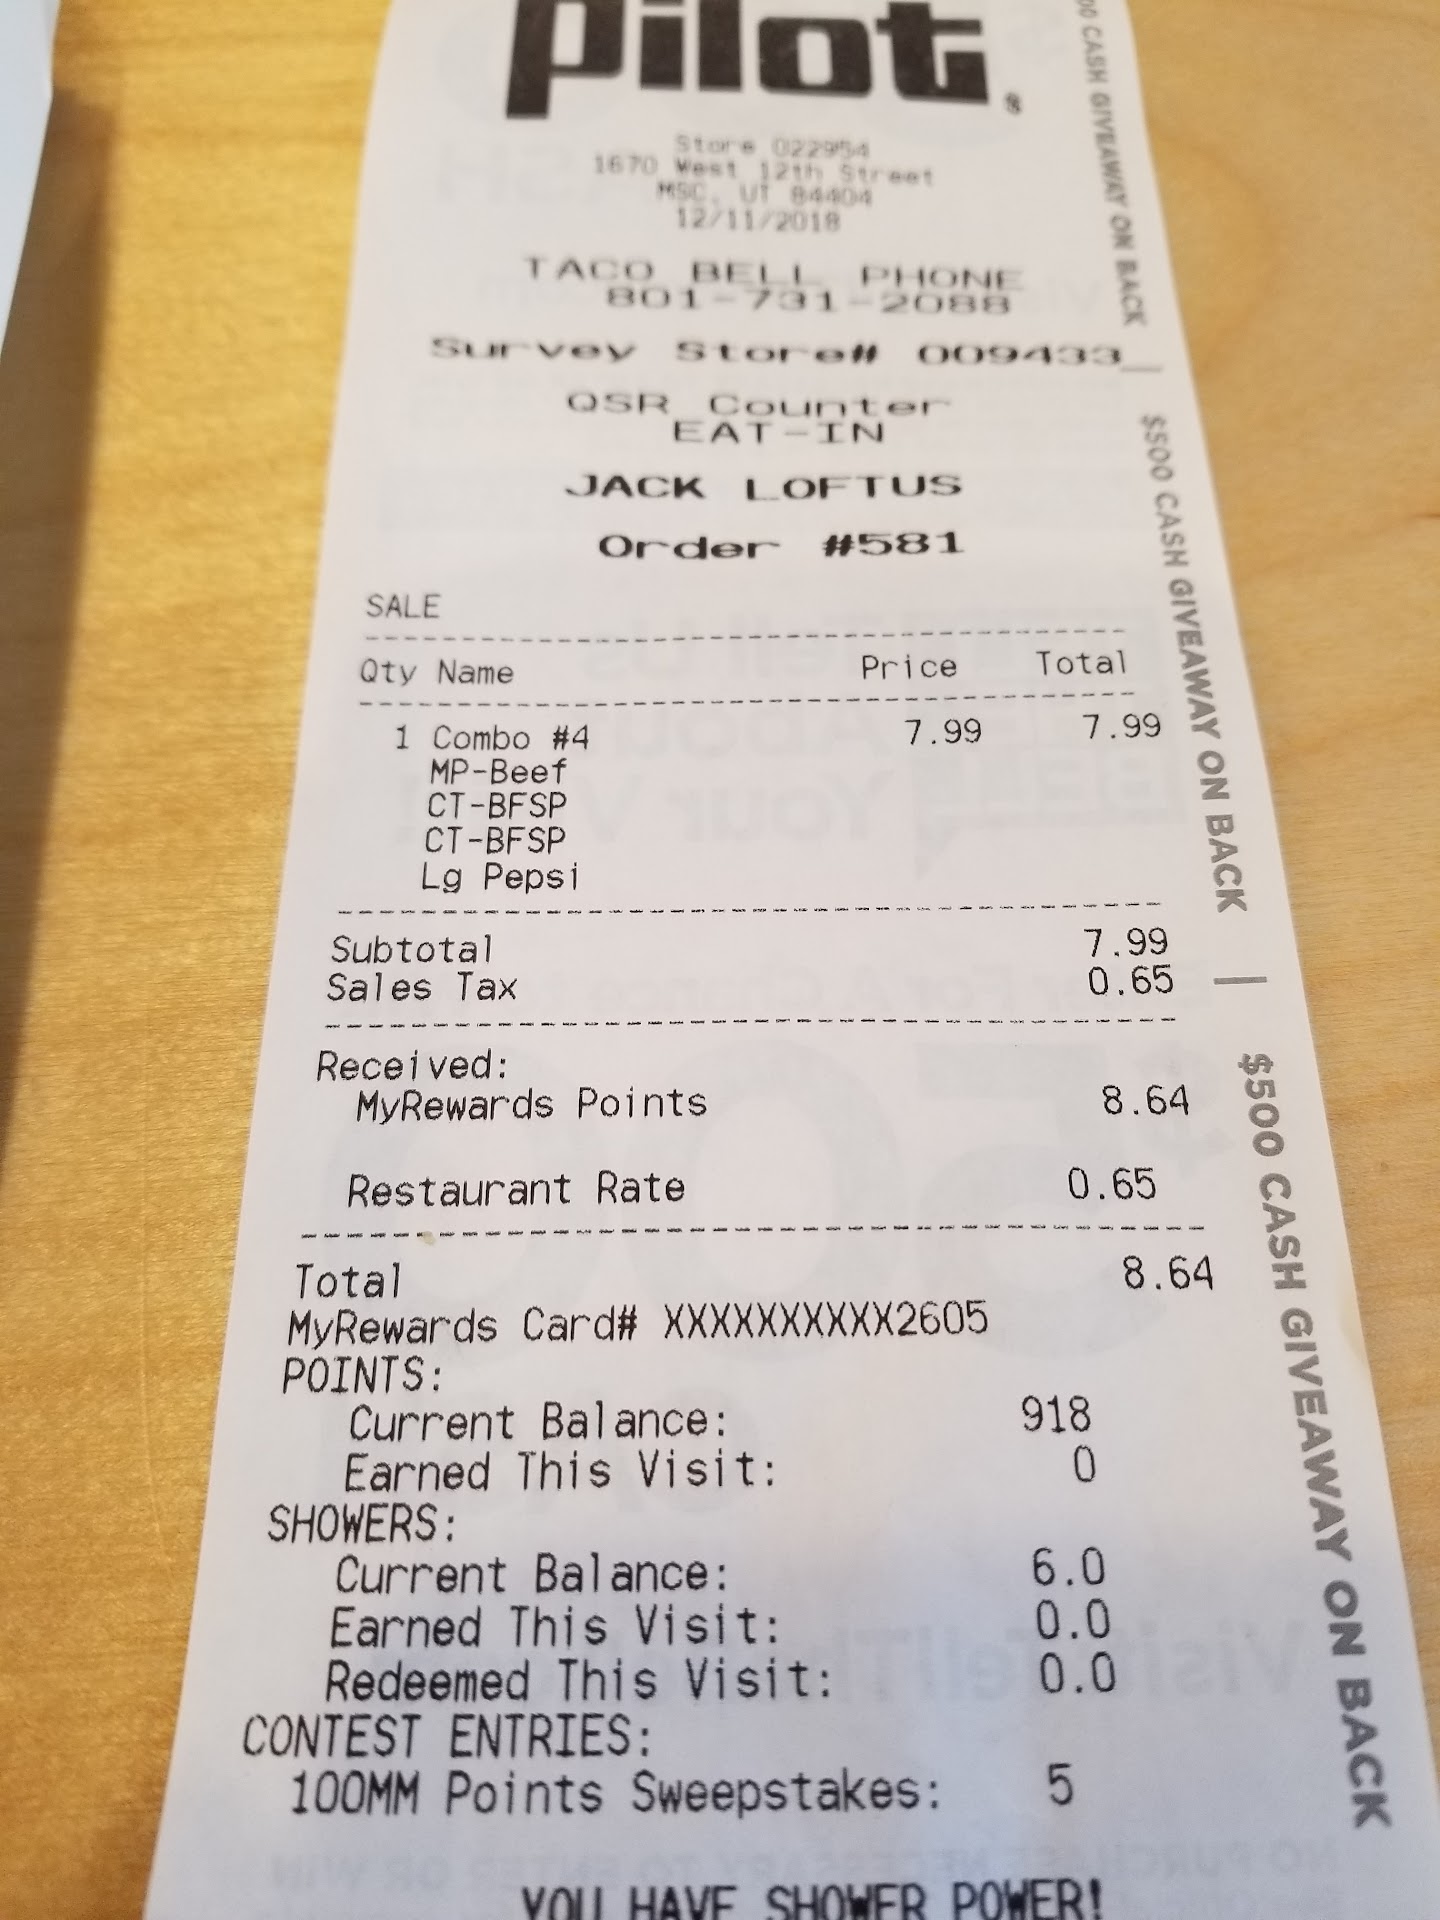 Pilot®
Store 022954
1670 West 12th Street
MSC, UT 84404
12/11/2018
TACO BELL PHONE
801-731-2088
Survey Store# 009433
QSR Counter
EAT-IN
JACK LOFTUS
Order #581
SALE
Qty Name Price Total
1 Combo #4 7.99 7.99
MP-Beef
CT-BFSP
CT-BFSP
Lg Pepsi
Subtotal 7.99
Sales Tax 0.65
Received:
MyRewards Points 8.64
Restaurant Rate 0.65
Total 8.64
MyRewards Card# XXXXXXXXXX2605
POINTS:
Current Balance: 918
Earned This Visit: 0
SHOWERS:
Current Balance: 6.0
Earned This Visit: 0.0
Redeemed This Visit: 0.0
CONTEST ENTRIES:
100MM Points Sweepstakes: 5
YOU HAVE SHOWER POWER!
00 CASH GIVEAWAY ON BACK
$500 CASH GIVEAWAY ON BACK
$500 CASH GIVEAWAY ON BACK